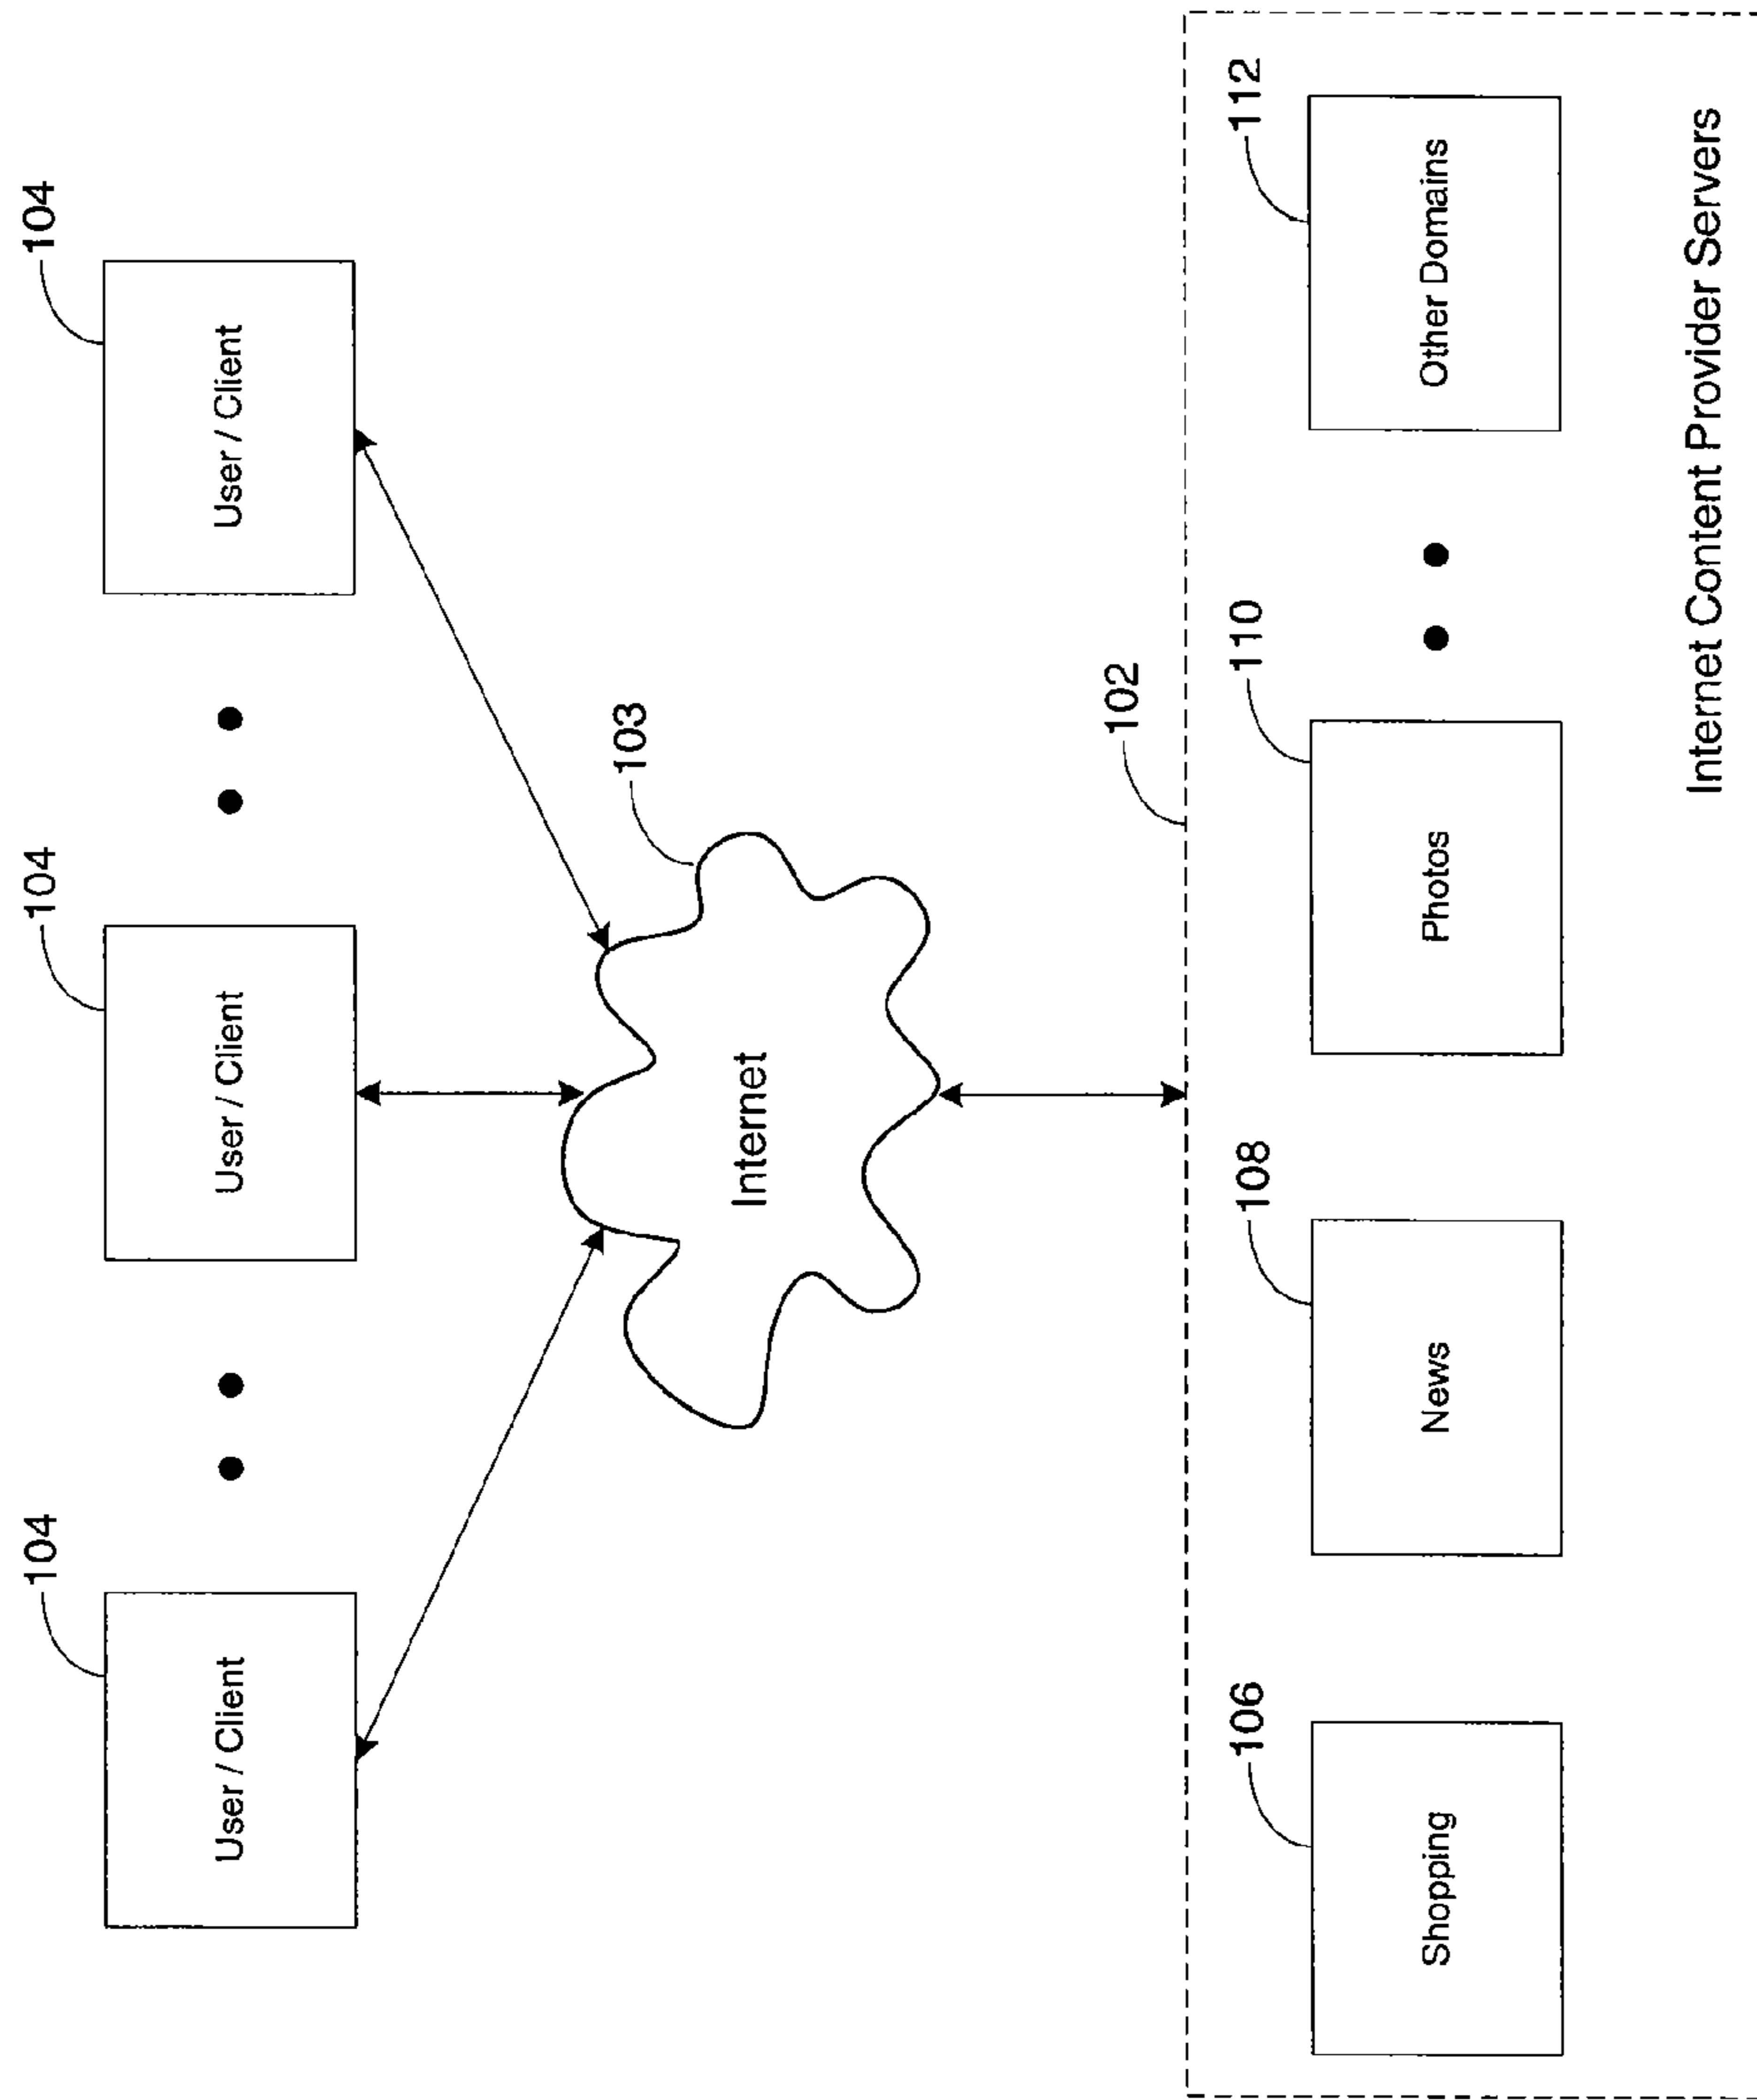 104
104
104
User / Client
User / Client
User / Client
103
Internet
102
106
108
110
112
Shopping
News
Photos
Other Domains
Internet Content Provider Servers